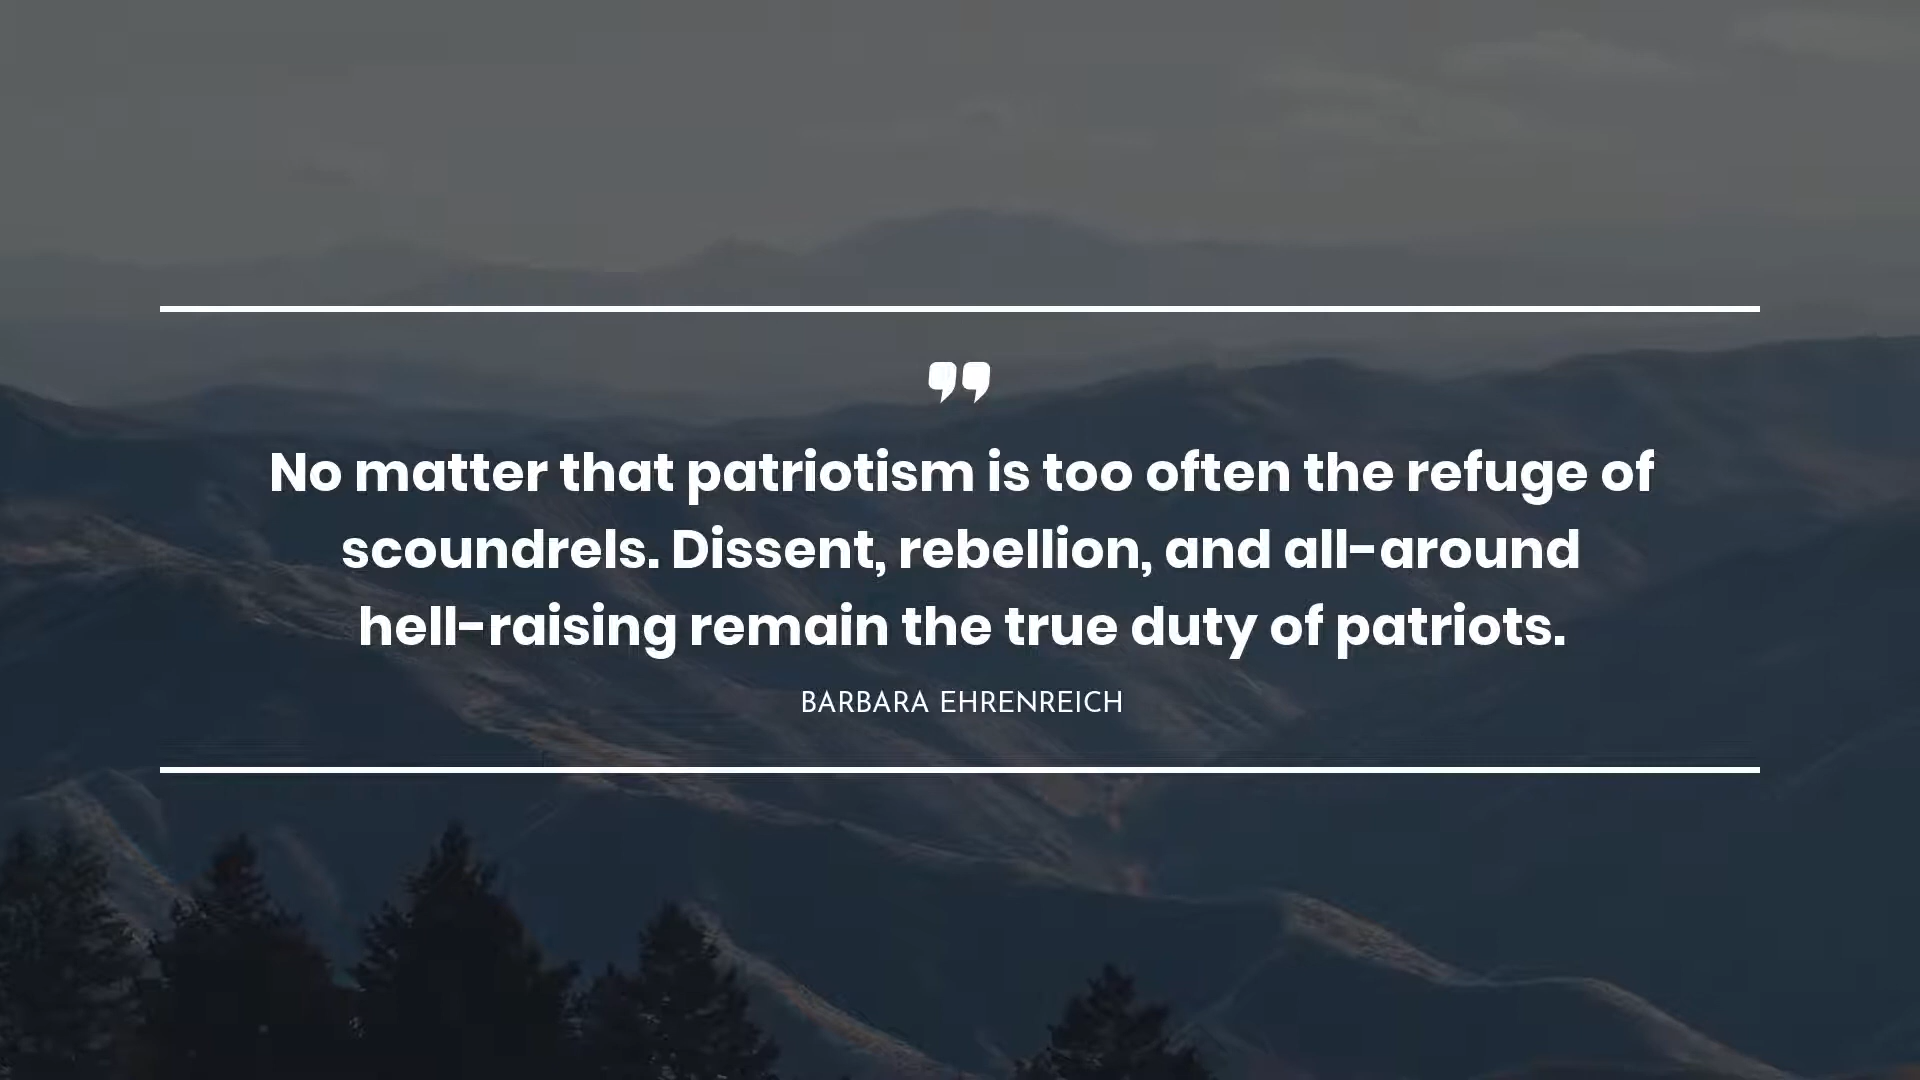 ”
No matter that patriotism is too often the refuge of
scoundrels. Dissent, rebellion, and all-around
hell-raising remain the true duty of patriots.
BARBARA EHRENREICH